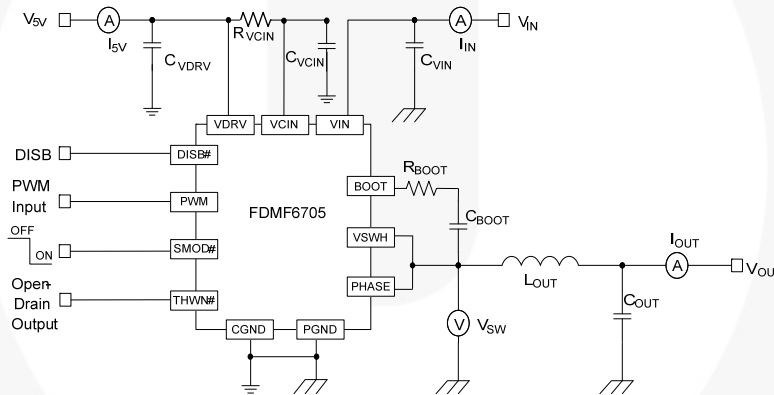 V5V
A
I5V
RVCIN
CVDRV
CVCIN
A
IIN
VIN
CVIN
VDRV
VCIN
VIN
DISB
DISB#
PWM
Input
PWM
OFF
ON
SMOD#
Open-
Drain
Output
THWN#
FDMF6705
BOOT
RBOOT
CBOOT
VSWH
PHASE
CGND
PGND
V
VSW
LOUT
COUT
IOUT
A
VOU